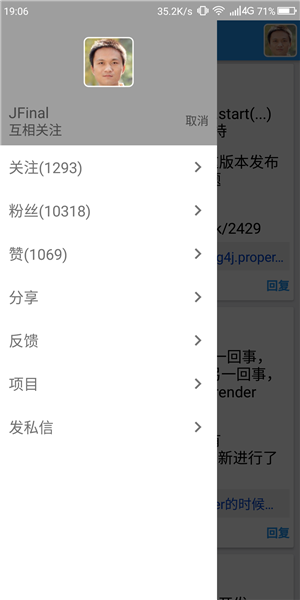 19:06
35.2K/s 4G 71%
JFinal
互相关注
取消
关注(1293)
粉丝(10318)
赞(1069)
分享
反馈
项目
发私信
start(...)
持
版本发布
k/2429
g4j.proper...
回复
一回事，
另一回事，
render
新进行了
er的时候...
回复